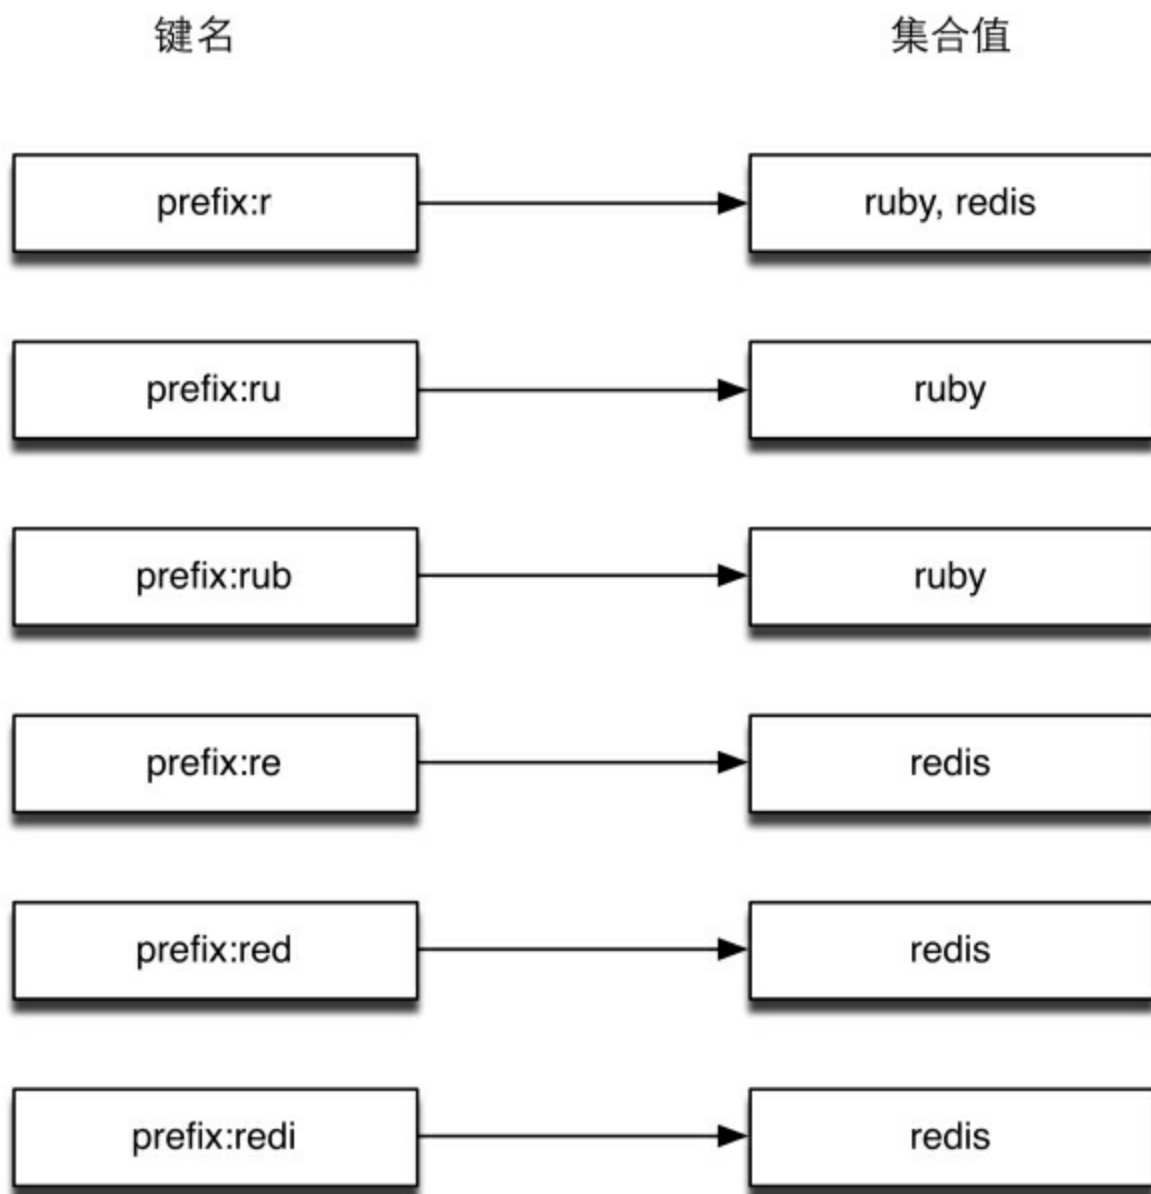 键名 集合值
prefix:r ruby, redis
prefix:ru ruby
prefix:rub ruby
prefix:re redis
prefix:red redis
prefix:redi redis